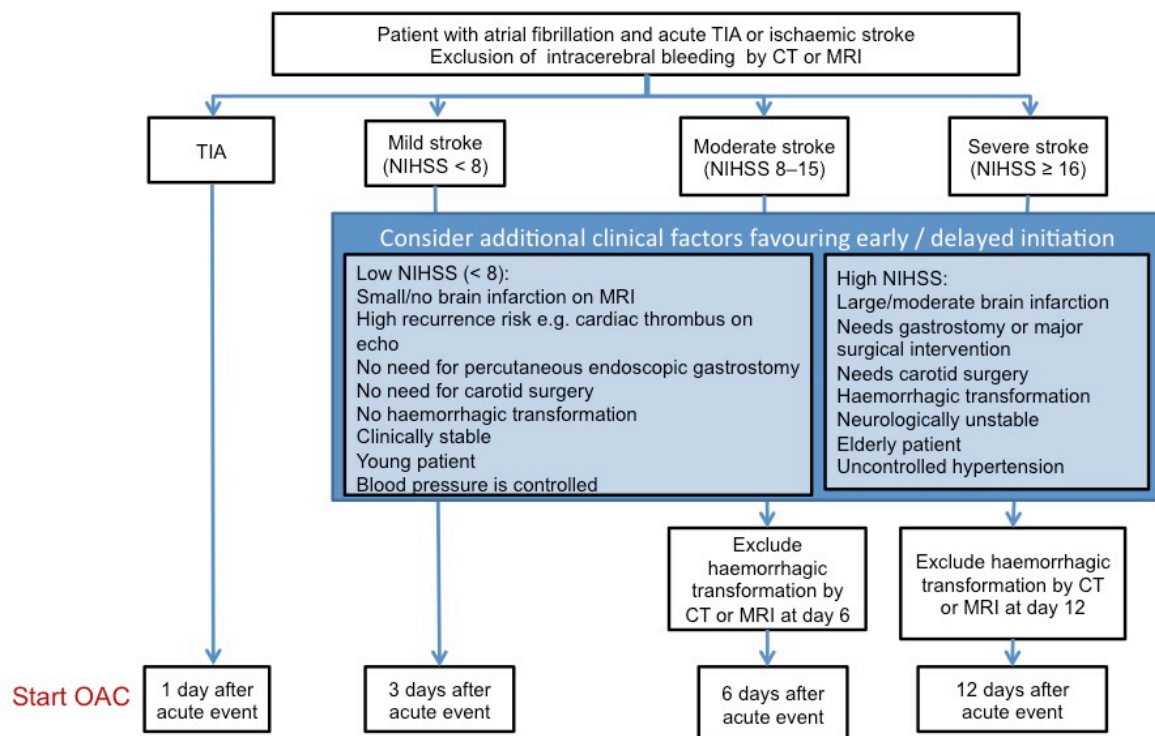 Patient with atrial fibrillation and acute TIA or ischaemic stroke
Exclusion of intracerebral bleeding by CT or MRI
TIA
Mild stroke
(NIHSS < 8)
Moderate stroke
(NIHSS 8–15)
Severe stroke
(NIHSS ≥ 16)
Consider additional clinical factors favouring early / delayed initiation
Low NIHSS (< 8):
Small/no brain infarction on MRI
High recurrence risk e.g. cardiac thrombus on
echo
No need for percutaneous endoscopic gastrostomy
No need for carotid surgery
No haemorrhagic transformation
Clinically stable
Young patient
Blood pressure is controlled
High NIHSS:
Large/moderate brain infarction
Needs gastrostomy or major
surgical intervention
Needs carotid surgery
Haemorrhagic transformation
Neurologically unstable
Elderly patient
Uncontrolled hypertension
Exclude
haemorrhagic
transformation by
CT or MRI at day 6
Exclude haemorrhagic
transformation by CT
or MRI at day 12
Start OAC
1 day after
acute event
3 days after
acute event
6 days after
acute event
12 days after
acute event